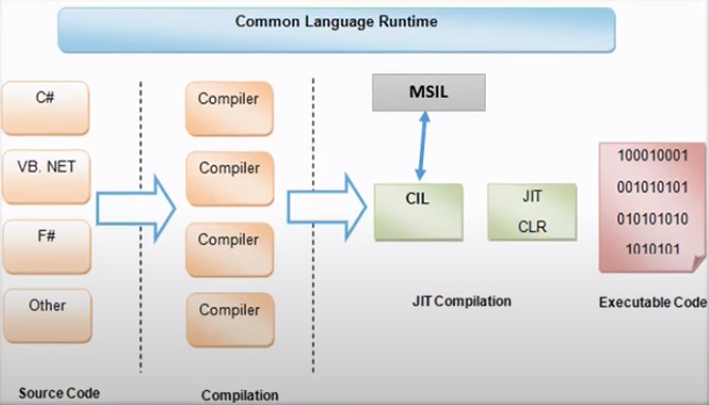 Common Language Runtime
C#
VB. NET
F#
Other
Source Code
Compiler
Compiler
Compiler
Compiler
Compilation
MSIL
CIL
JIT
CLR
JIT Compilation
100010001
001010101
010101010
1010101
Executable Code